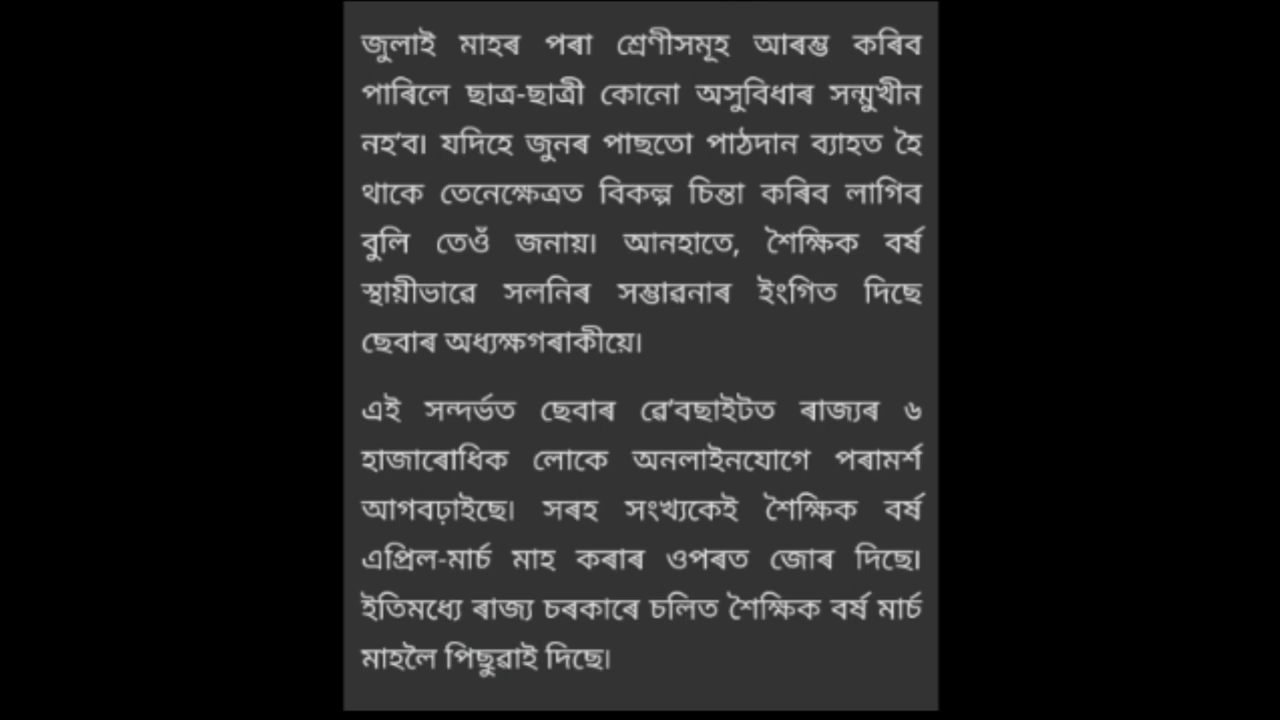 জুলাই মাহৰ পৰা শ্ৰেণীসমূহ আৰম্ভ কৰিব
পাৰিলে ছাত্ৰ-ছাত্ৰী কোনো অসুবিধাৰ সন্মুখীন
নহ'ব। যদিহে জুনৰ পাছতো পাঠদান ব্যাহত হৈ
থাকে তেনেক্ষেত্ৰত বিকল্প চিন্তা কৰিব লাগিব
বুলি তেওঁ জনায়। আনহাতে, শৈক্ষিক বৰ্ষ
স্থায়ীভাৱে সলনিৰ সম্ভাৱনাৰ ইংগিত দিছে
ছেবাৰ অধ্যক্ষগৰাকীয়ে।
এই সন্দৰ্ভত ছেবাৰ ৱে'বছাইটত ৰাজ্যৰ ৬
হাজাৰোধিক লোকে অনলাইনযোগে পৰামৰ্শ
আগবঢ়াইছে। সৰহ সংখ্যকেই শৈক্ষিক বৰ্ষ
এপ্ৰিল-মাৰ্চ মাহ কৰাৰ ওপৰত জোৰ দিছে।
ইতিমধ্যে ৰাজ্য চৰকাৰে চলিত শৈক্ষিক বৰ্ষ মাৰ্চ
মাহলৈ পিছুৱাই দিছে।